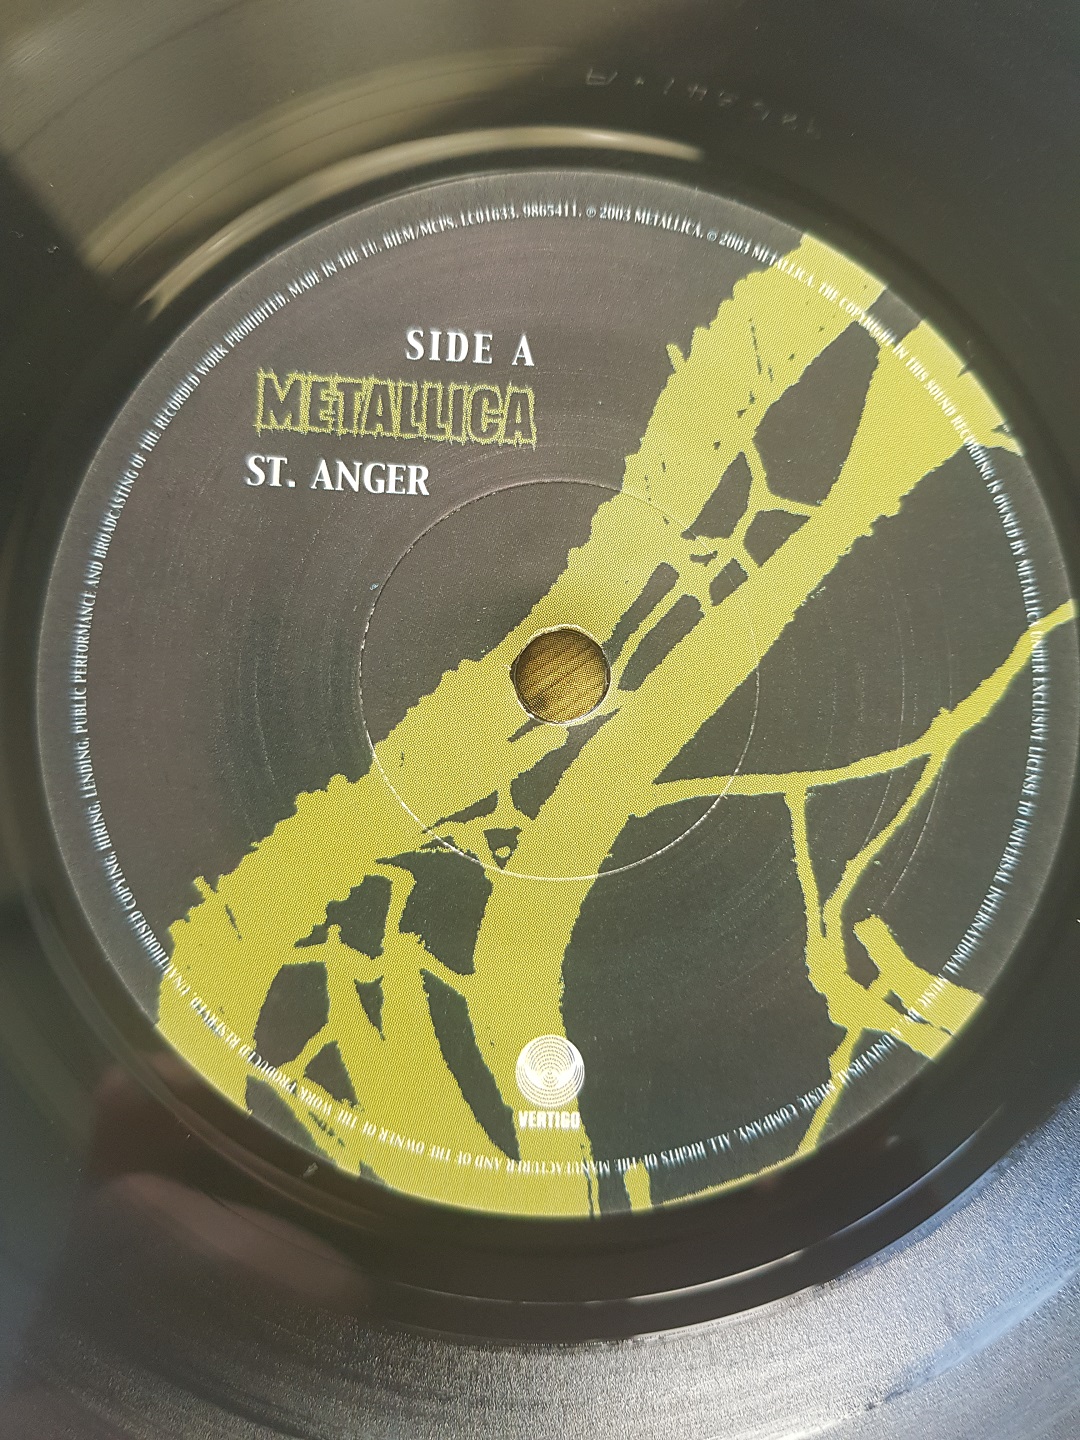 SIDE A
METALLICA
ST. ANGER
VERTIGO
UNAUTHORISED COPYING, HIRING, LENDING, PUBLIC PERFORMANCE AND BROADCASTING OF THE RECORDED WORK PROHIBITED. MADE IN THE EU. BIEM/MCPS. LC01633. 9865411. ℗ 2003 METALLICA. © 2003 METALLICA. THE COPYRIGHT IN THIS SOUND RECORDING IS OWNED BY METALLICA UNDER EXCLUSIVE LICENSE TO UNIVERSAL INTERNATIONAL MUSIC BV. A UNIVERSAL MUSIC COMPANY. ALL RIGHTS OF THE MANUFACTURER AND OF THE OWNER OF THE WORK PRODUCED RESERVED.